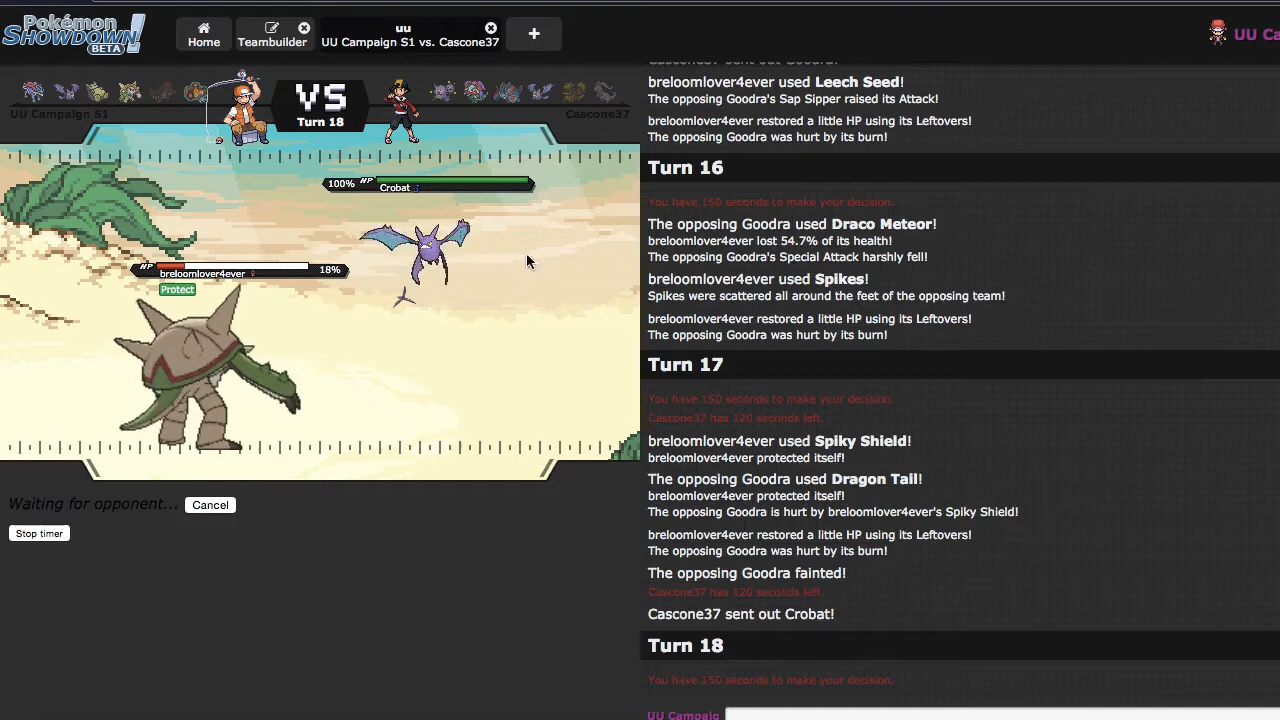 Pokémon
SHOWDOWN!
BETA
Home
Teambuilder
uu
UU Campaign S1 vs. Cascone37
+
UU Ca
UU Campaign S1
VS
Turn 18
Cascone37
100% HP
Crobat
HP
breloomlover4ever
18%
Protect
Waiting for opponent... Cancel
Stop timer
breloomlover4ever used Leech Seed!
The opposing Goodra's Sap Sipper raised its Attack!
breloomlover4ever restored a little HP using its Leftovers!
The opposing Goodra was hurt by its burn!
Turn 16
You have 150 seconds to make your decision.
The opposing Goodra used Draco Meteor!
breloomlover4ever lost 54.7% of its health!
The opposing Goodra's Special Attack harshly fell!
breloomlover4ever used Spikes!
Spikes were scattered all around the feet of the opposing team!
breloomlover4ever restored a little HP using its Leftovers!
The opposing Goodra was hurt by its burn!
Turn 17
You have 150 seconds to make your decision.
Cascone37 has 120 seconds left.
breloomlover4ever used Spiky Shield!
breloomlover4ever protected itself!
The opposing Goodra used Dragon Tail!
breloomlover4ever protected itself!
The opposing Goodra is hurt by breloomlover4ever's Spiky Shield!
breloomlover4ever restored a little HP using its Leftovers!
The opposing Goodra was hurt by its burn!
The opposing Goodra fainted!
Cascone37 has 120 seconds left.
Cascone37 sent out Crobat!
Turn 18
You have 150 seconds to make your decision.
UU Campaig